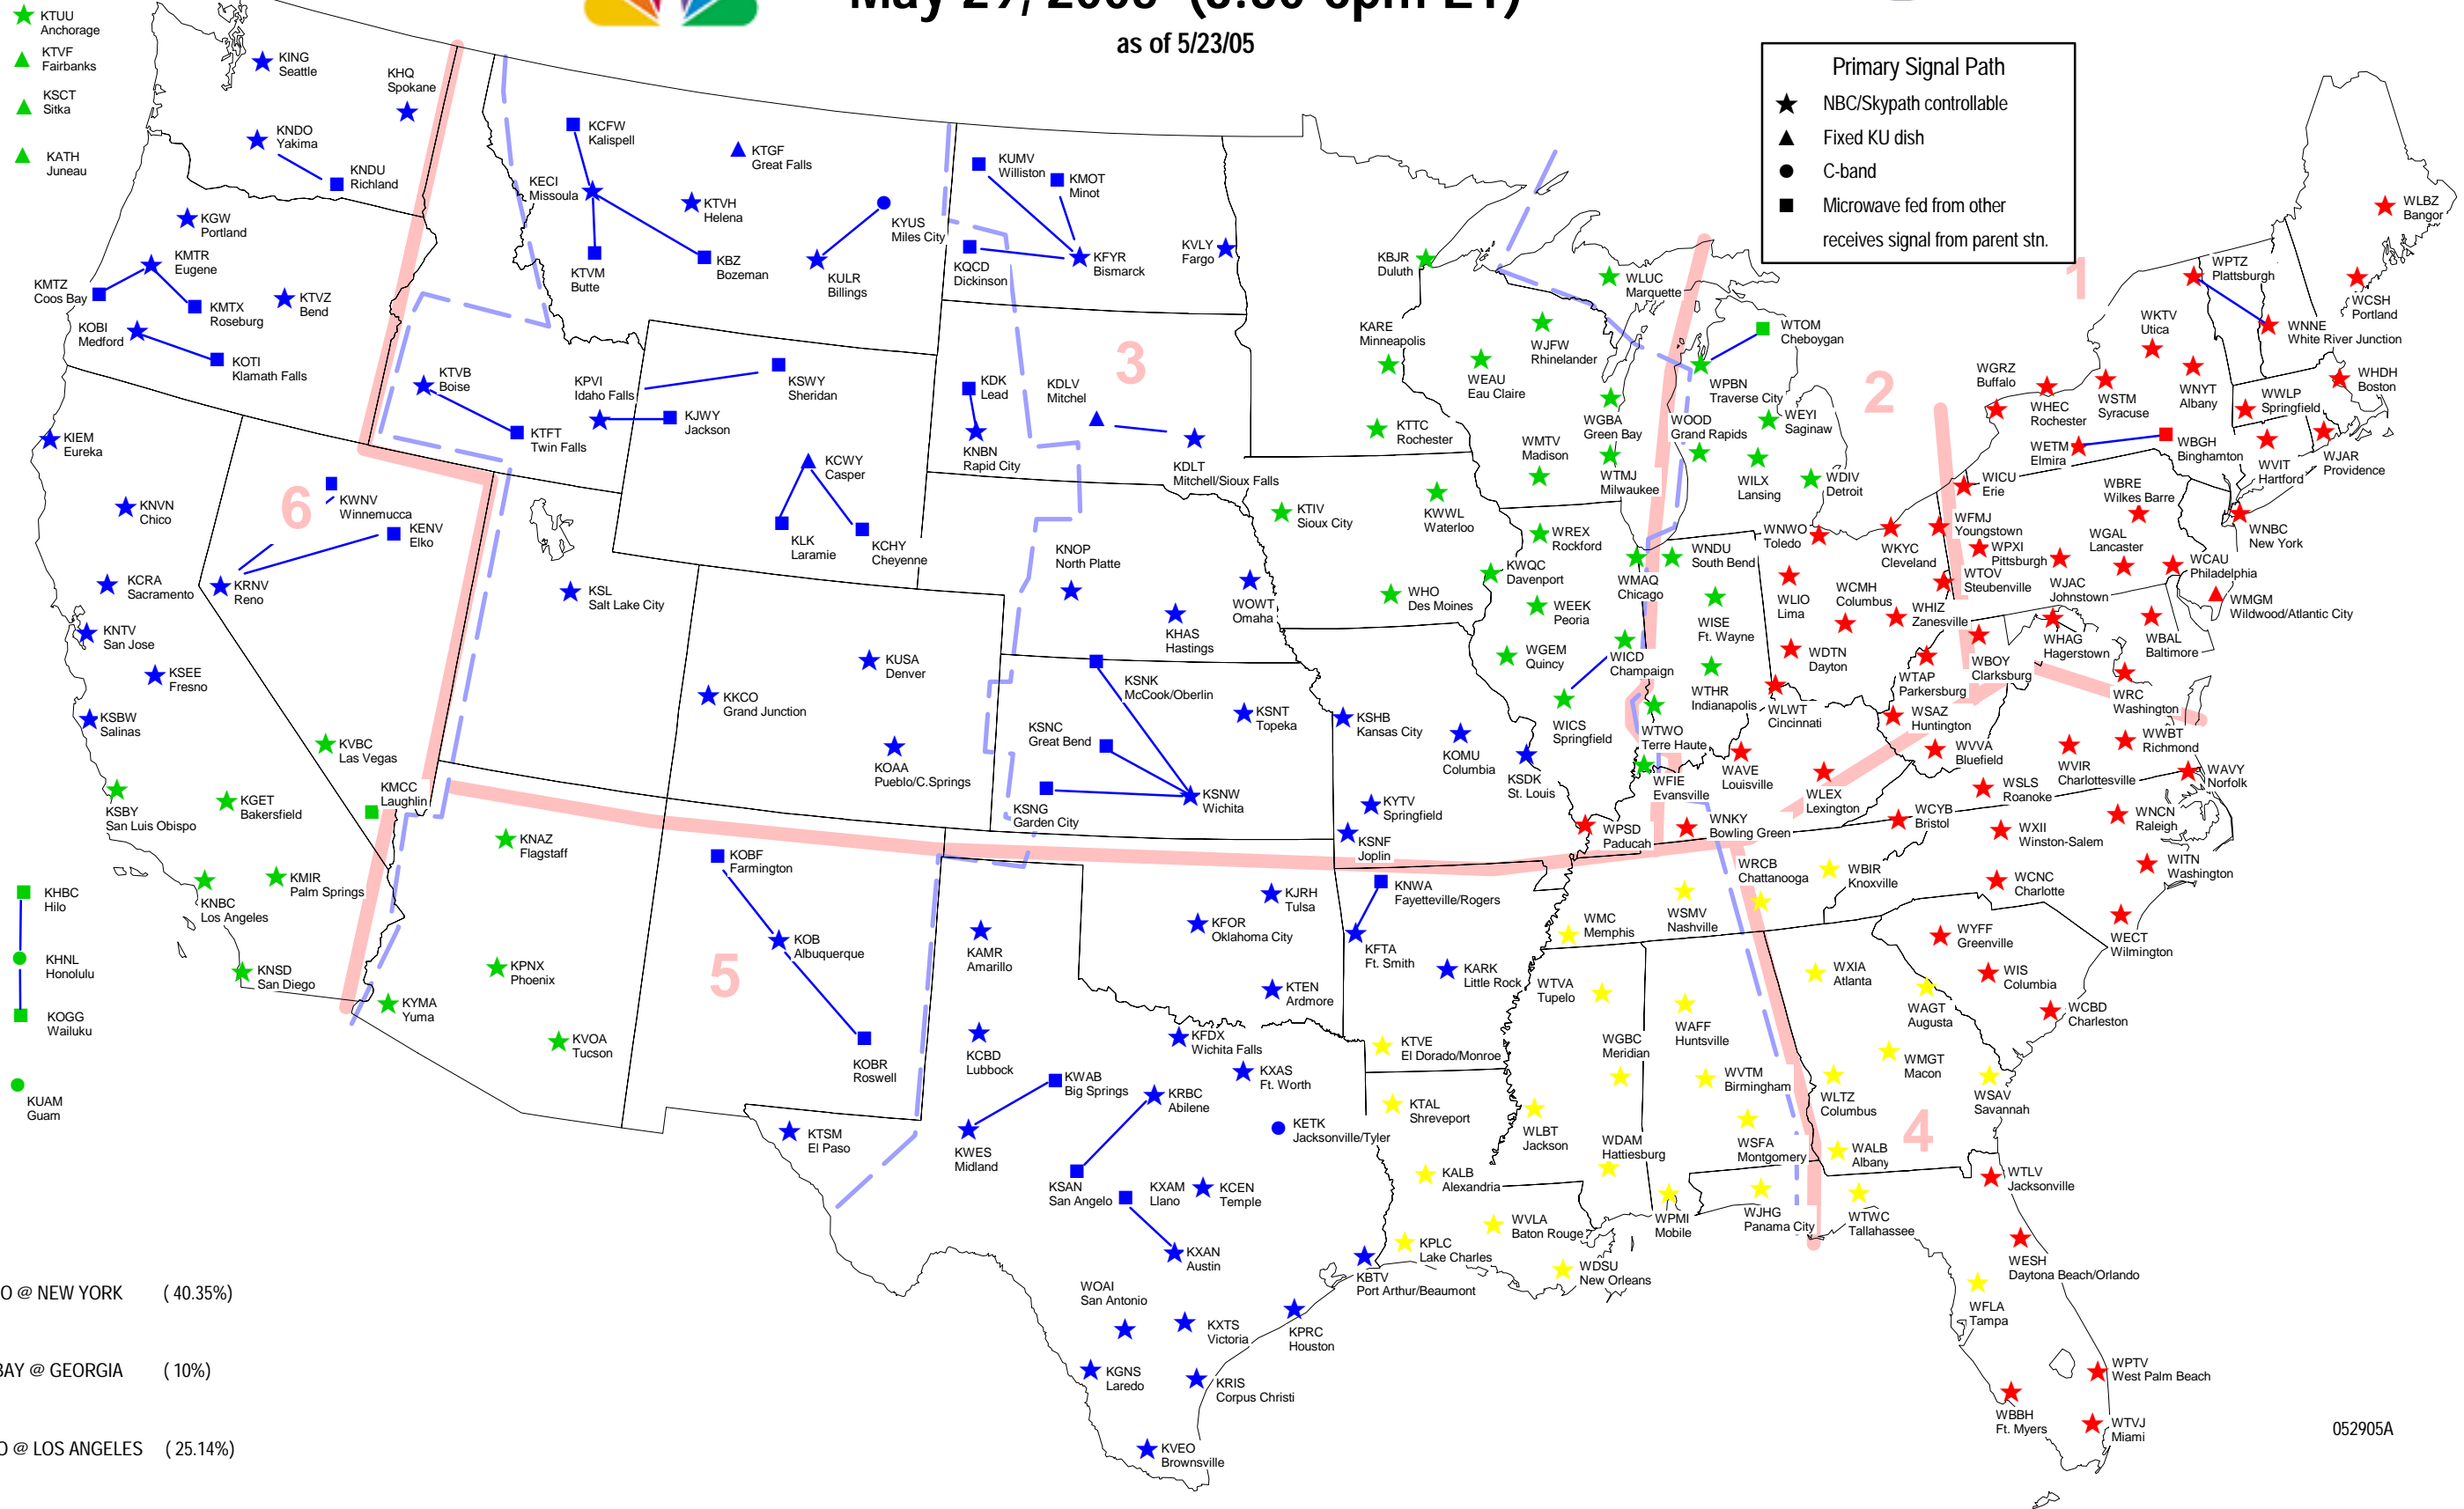 May 29, 2005 (3:30-6pm ET)
as of 5/23/05
Primary Signal Path
NBC/Skypath controllable
Fixed KU dish
C-band
Microwave fed from other
receives signal from parent stn.
KTUU
Anchorage
KTVF
Fairbanks
KSCT
Sitka
KATH
Juneau
KING
Seattle
KHQ
Spokane
KNDO
Yakima
KNDU
Richland
KGW
Portland
KMTR
Eugene
KMTZ
Coos Bay
KMTX
Roseburg
KTVZ
Bend
KOBI
Medford
KOTI
Klamath Falls
KCFW
Kalispell
KTGF
Great Falls
KECI
Missoula
KTVH
Helena
KYUS
Miles City
KTVM
Butte
KBZ
Bozeman
KULR
Billings
KUMV
Williston
KMOT
Minot
KQCD
Dickinson
KFYR
Bismarck
KVLY
Fargo
KTVB
Boise
KTFT
Twin Falls
KPVI
Idaho Falls
KSWY
Sheridan
KJWY
Jackson
KCWY
Casper
KLK
Laramie
KCHY
Cheyenne
KDK
Lead
KDLV
Mitchel
3
KNBN
Rapid City
KDLT
Mitchell/Sioux Falls
KBJR
Duluth
KARE
Minneapolis
KTTC
Rochester
WLUC
Marquette
WJFW
Rhinelander
WEAU
Eau Claire
WGBA
Green Bay
WMTV
Madison
WTMJ
Milwaukee
WTOM
Cheboygan
WPBN
Traverse City
WEYI
Saginaw
WOOD
Grand Rapids
WILX
Lansing
WDIV
Detroit
2
1
WLBZ
Bangor
WPTZ
Plattsburgh
WCSH
Portland
WNNE
White River Junction
WKTV
Utica
WGRZ
Buffalo
WHEC
Rochester
WSTM
Syracuse
WNYT
Albany
WWLP
Springfield
WHDH
Boston
WETM
Elmira
WBGH
Binghamton
WVIT
Hartford
WJAR
Providence
WICU
Erie
WBRE
Wilkes Barre
WNBC
New York
KIEM
Eureka
KNVN
Chico
6
KWNV
Winnemucca
KENV
Elko
KCRA
Sacramento
KRNV
Reno
KNTV
San Jose
KSEE
Fresno
KSBW
Salinas
KVBC
Las Vegas
KMCC
Laughlin
KSBY
San Luis Obispo
KGET
Bakersfield
KNBC
Los Angeles
KMIR
Palm Springs
KNSD
San Diego
KSL
Salt Lake City
KUSA
Denver
KKCO
Grand Junction
KOAA
Pueblo/C.Springs
KNOP
North Platte
KHAS
Hastings
WOWT
Omaha
KSNK
McCook/Oberlin
KSNC
Great Bend
KSNG
Garden City
KSNW
Wichita
KSNT
Topeka
KTIV
Sioux City
KWWL
Waterloo
WHO
Des Moines
KWQC
Davenport
WREX
Rockford
WEEK
Peoria
WGEM
Quincy
WICS
Springfield
WICD
Champaign
WMAQ
Chicago
WNDU
South Bend
WISE
Ft. Wayne
WTHR
Indianapolis
WTWO
Terre Haute
WFIE
Evansville
KSHB
Kansas City
KOMU
Columbia
KSDK
St. Louis
KYTV
Springfield
KSNF
Joplin
WNWO
Toledo
WKYC
Cleveland
WFMJ
Youngstown
WPXI
Pittsburgh
WTOV
Steubenville
WJAC
Johnstown
WGAL
Lancaster
WCAU
Philadelphia
WMGM
Wildwood/Atlantic City
WLIO
Lima
WCMH
Columbus
WHIZ
Zanesville
WDTN
Dayton
WLWT
Cincinnati
WHAG
Hagerstown
WBAL
Baltimore
WBOY
Clarksburg
WTAP
Parkersburg
WRC
Washington
WSAZ
Huntington
WVVA
Bluefield
WVIR
Charlottesville
WWBT
Richmond
WAVY
Norfolk
WSLS
Roanoke
WAVE
Louisville
WLEX
Lexington
WPSD
Paducah
WNKY
Bowling Green
WCYB
Bristol
WXII
Winston-Salem
WNCN
Raleigh
WITN
Washington
WCNC
Charlotte
WECT
Wilmington
WRCB
Chattanooga
WBIR
Knoxville
WSMV
Nashville
WMC
Memphis
WYFF
Greenville
WIS
Columbia
WCBD
Charleston
WXIA
Atlanta
WAGT
Augusta
WMGT
Macon
WSAV
Savannah
WLTZ
Columbus
WALB
Albany
4
KHBC
Hilo
KHNL
Honolulu
KOGG
Wailuku
KUAM
Guam
KNAZ
Flagstaff
KPNX
Phoenix
KYMA
Yuma
KVOA
Tucson
KOBF
Farmington
KOB
Albuquerque
5
KOBR
Roswell
KAMR
Amarillo
KJRH
Tulsa
KFOR
Oklahoma City
KTEN
Ardmore
KNWA
Fayetteville/Rogers
KFTA
Ft. Smith
KARK
Little Rock
KTVE
El Dorado/Monroe
KTAL
Shreveport
KALB
Alexandria
WVLA
Baton Rouge
KPLC
Lake Charles
WDSU
New Orleans
WTVA
Tupelo
WGBC
Meridian
WLBT
Jackson
WDAM
Hattiesburg
WAFF
Huntsville
WVTM
Birmingham
WSFA
Montgomery
WPMI
Mobile
WJHG
Panama City
WTWC
Tallahassee
WTLV
Jacksonville
WESH
Daytona Beach/Orlando
WFLA
Tampa
WPTV
West Palm Beach
WBBH
Ft. Myers
WTVJ
Miami
KCBD
Lubbock
KFDX
Wichita Falls
KWAB
Big Springs
KRBC
Abilene
KXAS
Ft. Worth
KETK
Jacksonville/Tyler
KTSM
El Paso
KWES
Midland
KSAN
San Angelo
KXAM
Llano
KCEN
Temple
KXAN
Austin
KBTV
Port Arthur/Beaumont
WOAI
San Antonio
KXTS
Victoria
KPRC
Houston
KGNS
Laredo
KRIS
Corpus Christi
KVEO
Brownsville
O @ NEW YORK (40.35%)
BAY @ GEORGIA (10%)
O @ LOS ANGELES (25.14%)
052905A